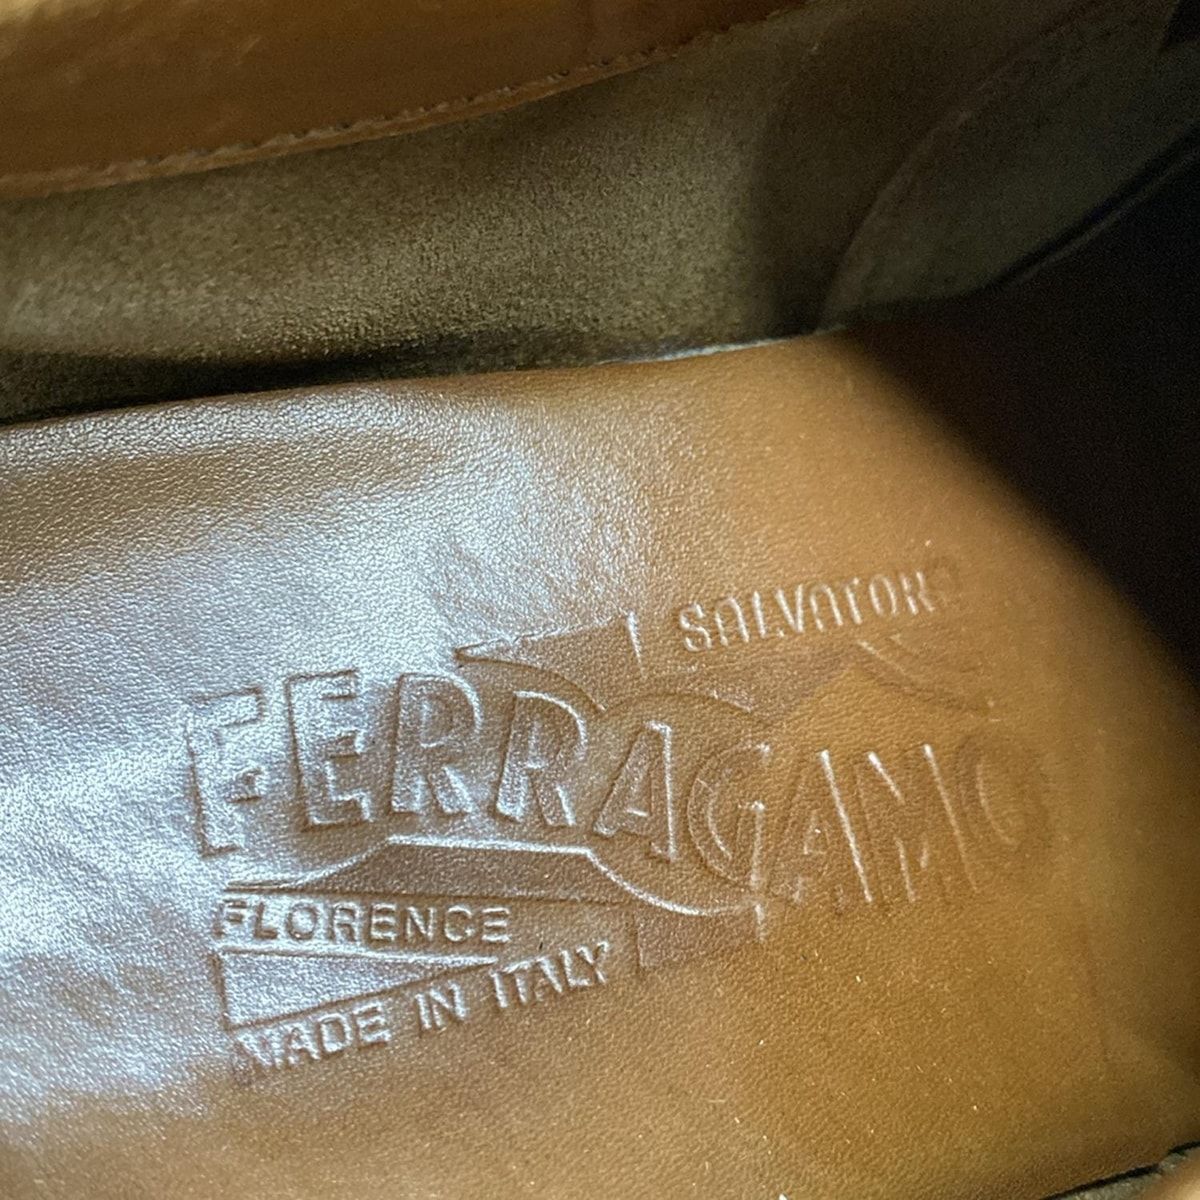 SALVATORE
FERRAGAMO
FLORENCE
MADE IN ITALY